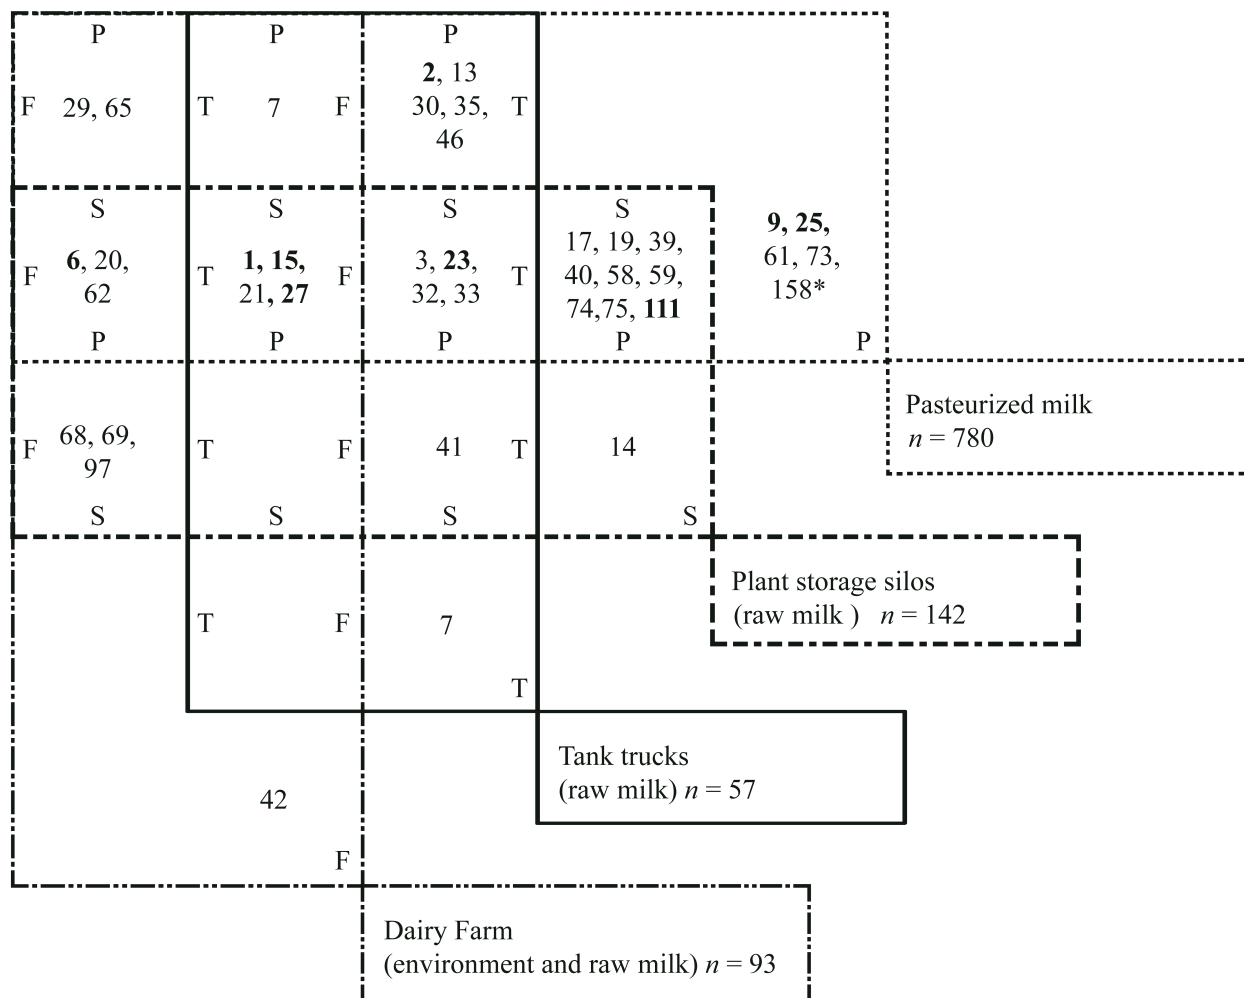 P P P
2, 13
F 29, 65 T 7 F 30, 35, T
46
S S S S
17, 19, 39,
9, 25,
6, 20, 1, 15, 3, 23,
61, 73,
F T F T 40, 58, 59,
62 21, 27 32, 33
158*
74,75, 111
P P P P P
Pasteurized milk
n = 780
68, 69,
F T F 41 T 14
97
S S S S
Plant storage silos
(raw milk ) n = 142
T F 7
T
Tank trucks
(raw milk) n = 57
42
F
Dairy Farm
(environment and raw milk) n = 93